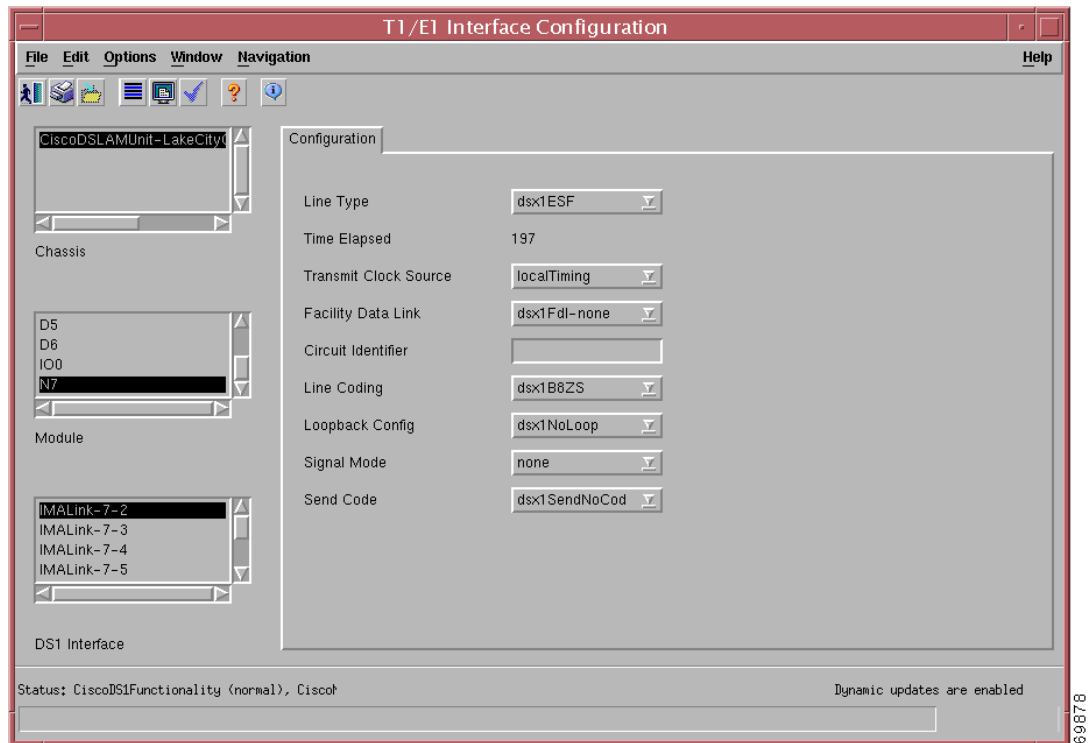 T1/E1 Interface Configuration
File Edit Options Window Navigation Help
CiscoDSLAMUnit-LakeCity
Chassis
D5
D6
IO0
N7
Module
IMALink-7-2
IMALink-7-3
IMALink-7-4
IMALink-7-5
DS1 Interface
Configuration
Line Type dsx1ESF
Time Elapsed 197
Transmit Clock Source localTiming
Facility Data Link dsx1Fdl-none
Circuit Identifier
Line Coding dsx1B8ZS
Loopback Config dsx1NoLoop
Signal Mode none
Send Code dsx1SendNoCod
Status: CiscoDS1Functionality (normal), Cisco
Dynamic updates are enabled
69878